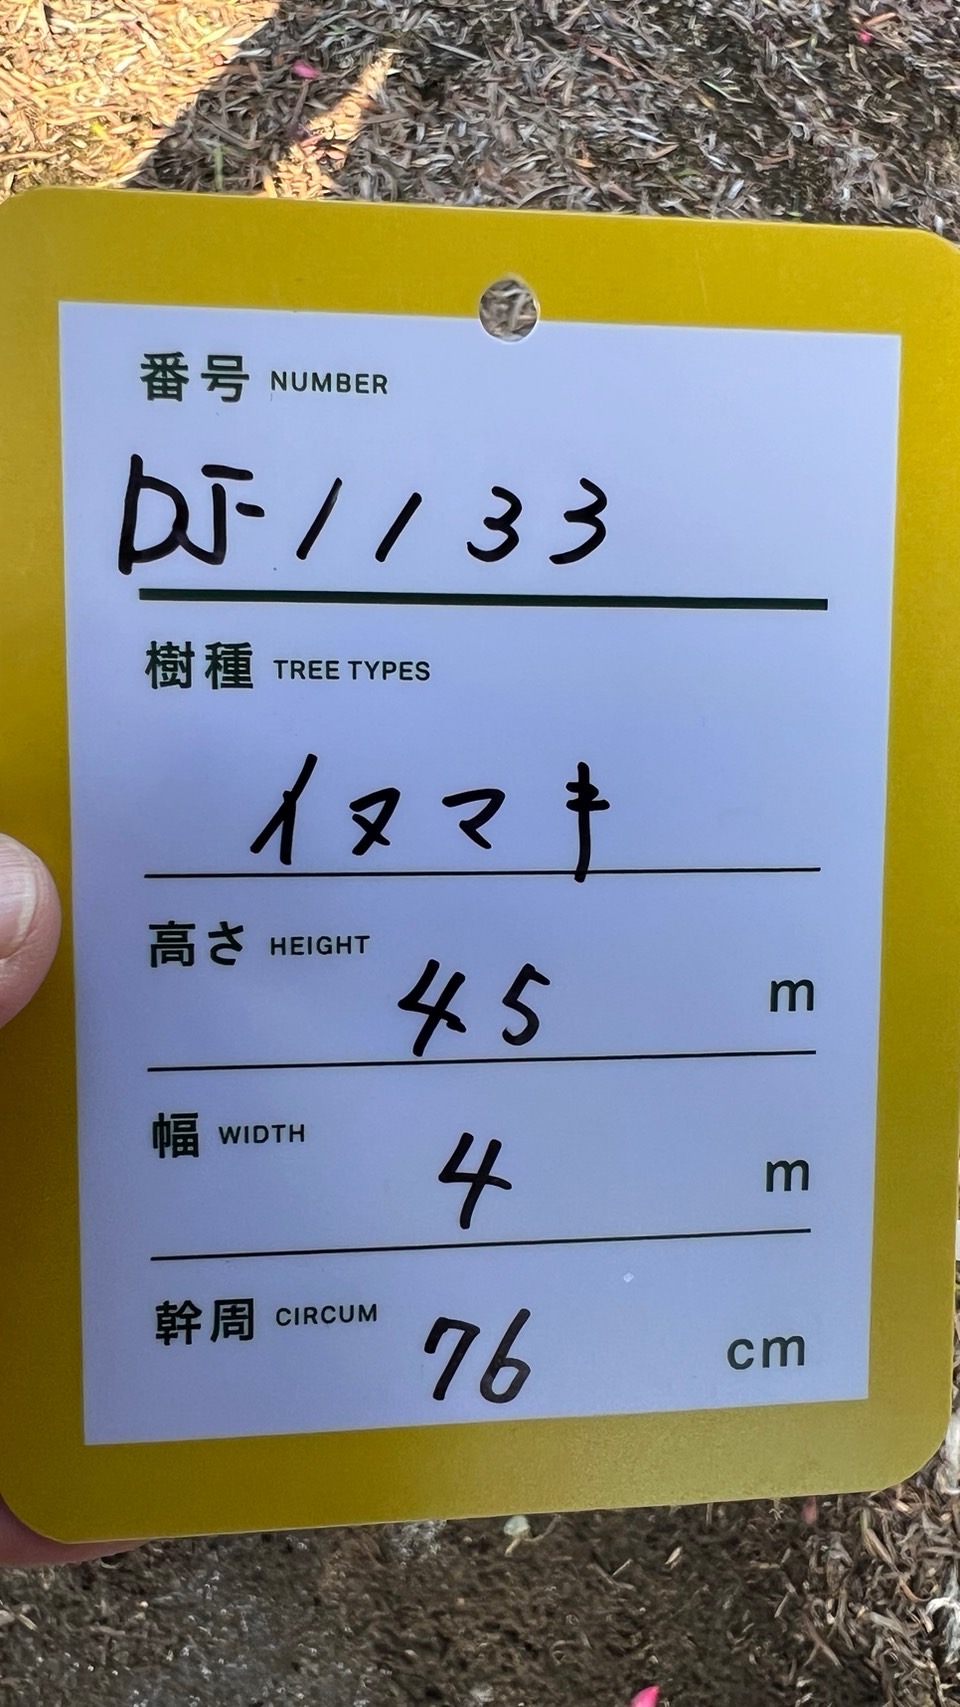 番号 NUMBER
DJ-1133
樹種 TREE TYPES
イヌマキ
高さ HEIGHT 45 m
幅 WIDTH 4 m
幹周 CIRCUM 76 cm